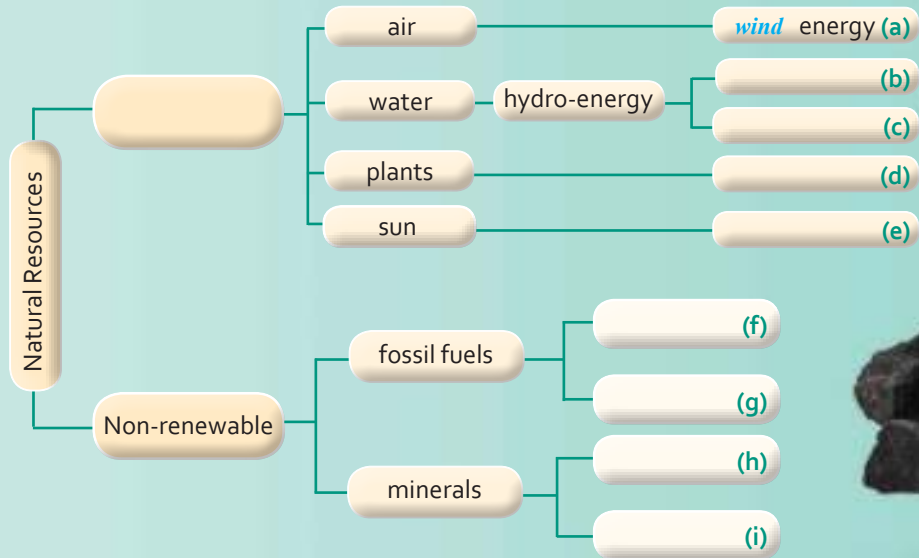 Natural Resources
air
wind energy (a)
water
hydro-energy
(b)
(c)
plants
(d)
sun
(e)
Non-renewable
fossil fuels
(f)
(g)
minerals
(h)
(i)